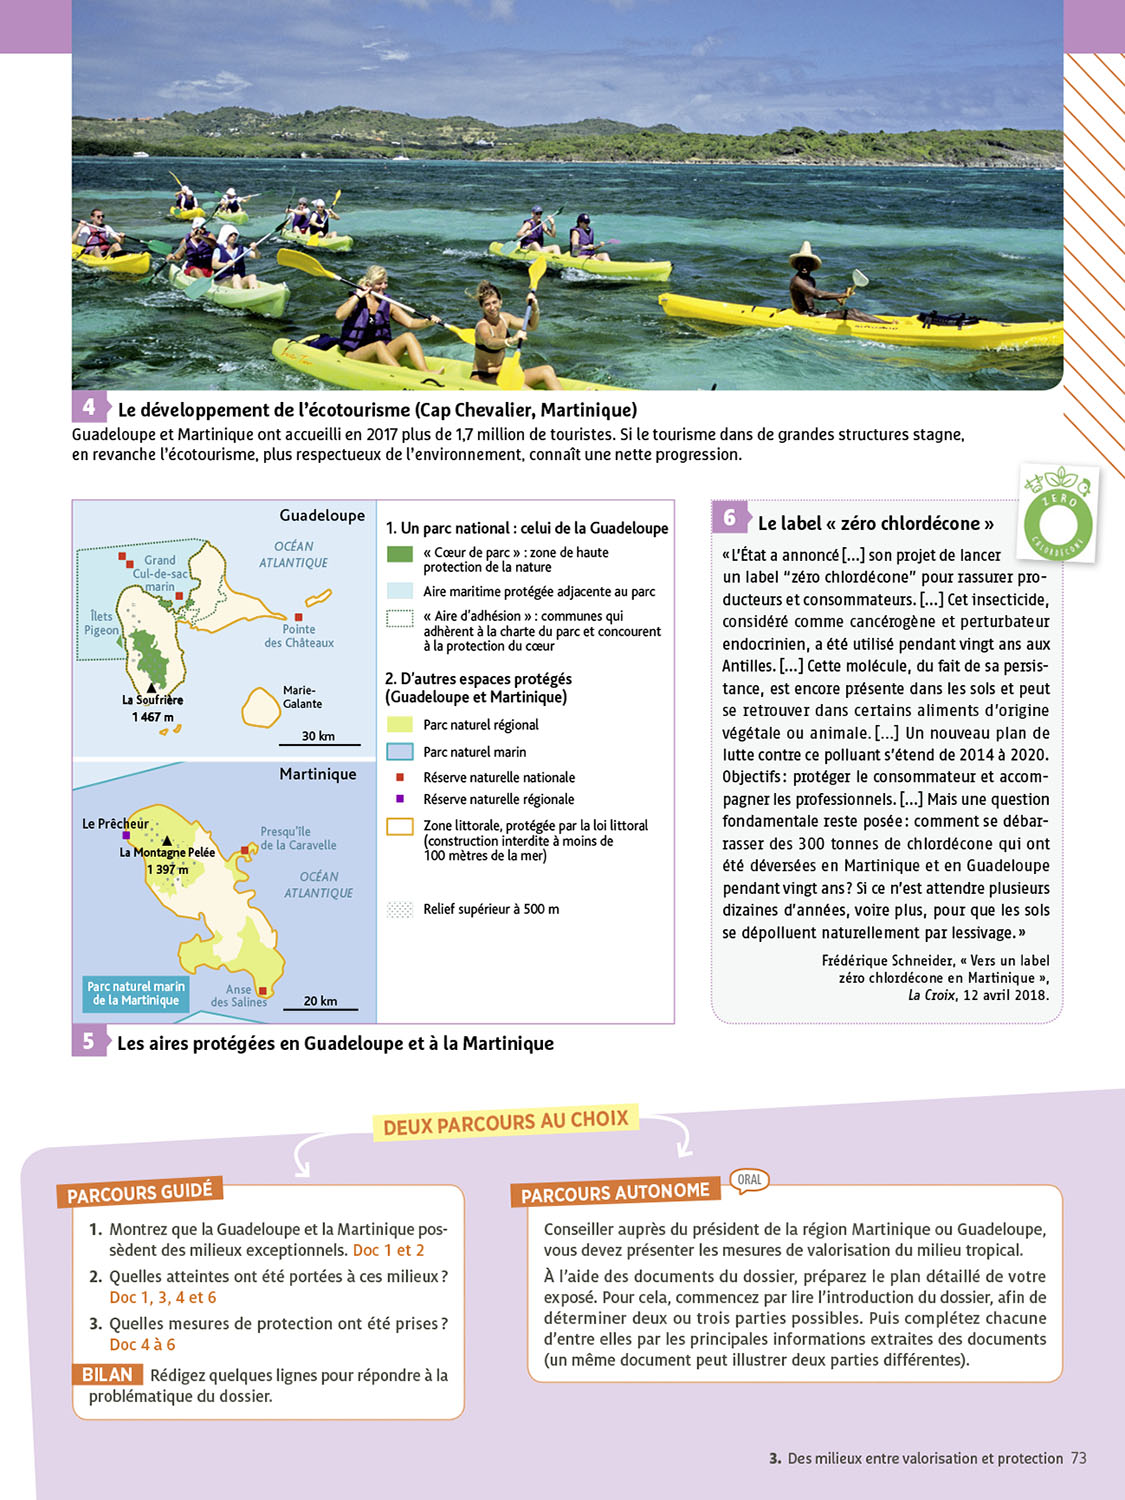 4 Le développement de l'écotourisme (Cap Chevalier, Martinique)
Guadeloupe et Martinique ont accueilli en 2017 plus de 1,7 million de touristes. Si le tourisme dans de grandes structures stagne,
en revanche l'écotourisme, plus respectueux de l'environnement, connaît une nette progression.
Guadeloupe
OCÉAN
ATLANTIQUE
Grand
Cul-de-sac
marin
Îlets
Pigeon
Pointe
des Châteaux
La Soufrière
1 467 m
Marie-
Galante
30 km
Martinique
Le Prêcheur
La Montagne Pelée
1 397 m
Presqu'île
de la Caravelle
OCÉAN
ATLANTIQUE
Parc naturel marin
de la Martinique
Anse
des Salines
20 km
1. Un parc national : celui de la Guadeloupe
« Cœur de parc » : zone de haute
protection de la nature
Aire maritime protégée adjacente au parc
« Aire d'adhésion » : communes qui
adhèrent à la charte du parc et concourent
à la protection du cœur
2. D'autres espaces protégés
(Guadeloupe et Martinique)
Parc naturel régional
Parc naturel marin
Réserve naturelle nationale
Réserve naturelle régionale
Zone littorale, protégée par la loi littoral
(construction interdite à moins de
100 mètres de la mer)
Relief supérieur à 500 m
5 Les aires protégées en Guadeloupe et à la Martinique
ZERO
CHLORDÉCONE
6 Le label « zéro chlordécone »
« L'État a annoncé [...] son projet de lancer
un label "zéro chlordécone" pour rassurer pro-
ducteurs et consommateurs. [...] Cet insecticide,
considéré comme cancérogène et perturbateur
endocrinien, a été utilisé pendant vingt ans aux
Antilles. [...] Cette molécule, du fait de sa persis-
tance, est encore présente dans les sols et peut
se retrouver dans certains aliments d'origine
végétale ou animale. [...] Un nouveau plan de
lutte contre ce polluant s'étend de 2014 à 2020.
Objectifs : protéger le consommateur et accom-
pagner les professionnels. [...] Mais une question
fondamentale reste posée : comment se débar-
rasser des 300 tonnes de chlordécone qui ont
été déversées en Martinique et en Guadeloupe
pendant vingt ans ? Si ce n'est attendre plusieurs
dizaines d'années, voire plus, pour que les sols
se dépolluent naturellement par lessivage. »
Frédérique Schneider, « Vers un label
zéro chlordécone en Martinique »,
La Croix, 12 avril 2018.
DEUX PARCOURS AU CHOIX
PARCOURS GUIDÉ
1. Montrez que la Guadeloupe et la Martinique pos-
sèdent des milieux exceptionnels. Doc 1 et 2
2. Quelles atteintes ont été portées à ces milieux ?
Doc 1, 3, 4 et 6
3. Quelles mesures de protection ont été prises ?
Doc 4 à 6
BILAN Rédigez quelques lignes pour répondre à la
problématique du dossier.
PARCOURS AUTONOME ORAL
Conseiller auprès du président de la région Martinique ou Guadeloupe,
vous devez présenter les mesures de valorisation du milieu tropical.
À l'aide des documents du dossier, préparez le plan détaillé de votre
exposé. Pour cela, commencez par lire l'introduction du dossier, afin de
déterminer deux ou trois parties possibles. Puis complétez chacune
d'entre elles par les principales informations extraites des documents
(un même document peut illustrer deux parties différentes).
3. Des milieux entre valorisation et protection 73